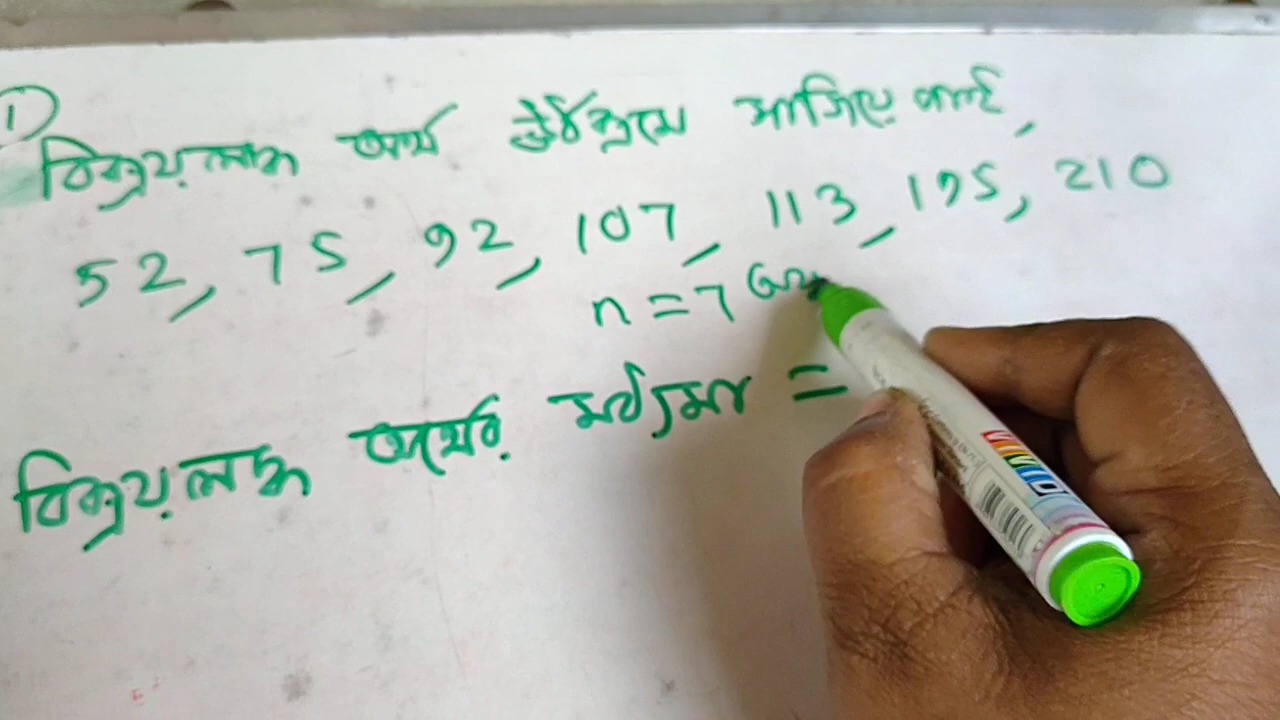 1
বিক্রয়লব্ধ অর্থ ঊর্ধ্বক্রমে সাজিয়ে পাই,
52, 75, 92, 107, 113, 195, 210
n = 7
বিক্রয়লব্ধ অর্থের মধ্যমা =